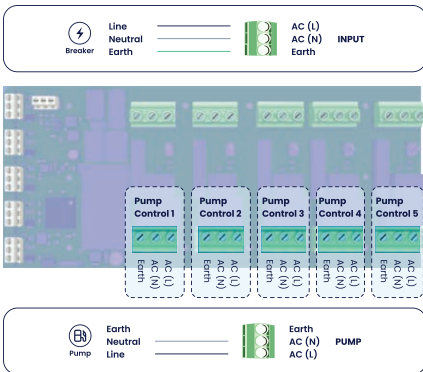 Breaker
Line
Neutral
Earth
AC (L)
AC (N)
Earth
INPUT
Pump
Control 1
Pump
Control 2
Pump
Control 3
Pump
Control 4
Pump
Control 5
Earth
AC (N)
AC (L)
Earth
AC (N)
AC (L)
Earth
AC (N)
AC (L)
Earth
AC (N)
AC (L)
Earth
AC (N)
AC (L)
Pump
Earth
Neutral
Line
Earth
AC (N)
AC (L)
PUMP